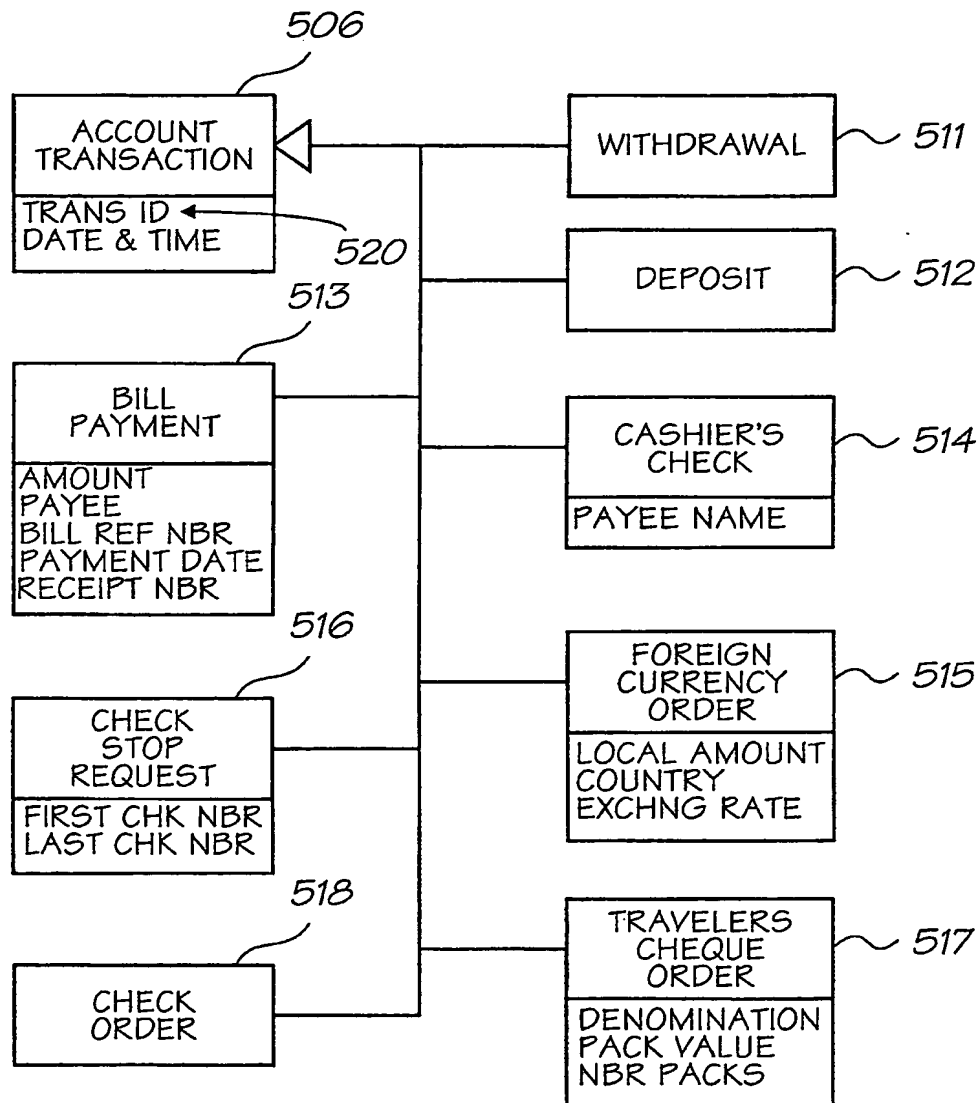 506
ACCOUNT
TRANSACTION
TRANS ID
DATE & TIME
520
WITHDRAWAL
511
DEPOSIT
512
513
BILL
PAYMENT
AMOUNT
PAYEE
BILL REF NBR
PAYMENT DATE
RECEIPT NBR
CASHIER'S
CHECK
PAYEE NAME
514
516
CHECK
STOP
REQUEST
FIRST CHK NBR
LAST CHK NBR
FOREIGN
CURRENCY
ORDER
LOCAL AMOUNT
COUNTRY
EXCHNG RATE
515
518
CHECK
ORDER
TRAVELERS
CHEQUE
ORDER
DENOMINATION
PACK VALUE
NBR PACKS
517